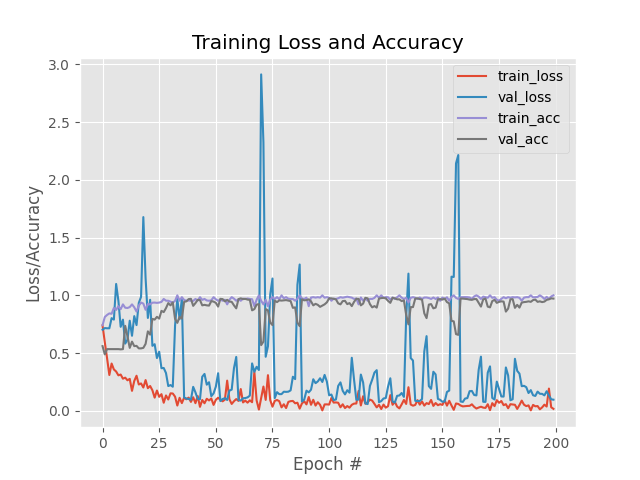 Training Loss and Accuracy
3.0
2.5
2.0
1.5
1.0
0.5
0.0
Loss/Accuracy
train_loss
val_loss
train_acc
val_acc
0 25 50 75 100 125 150 175 200
Epoch #